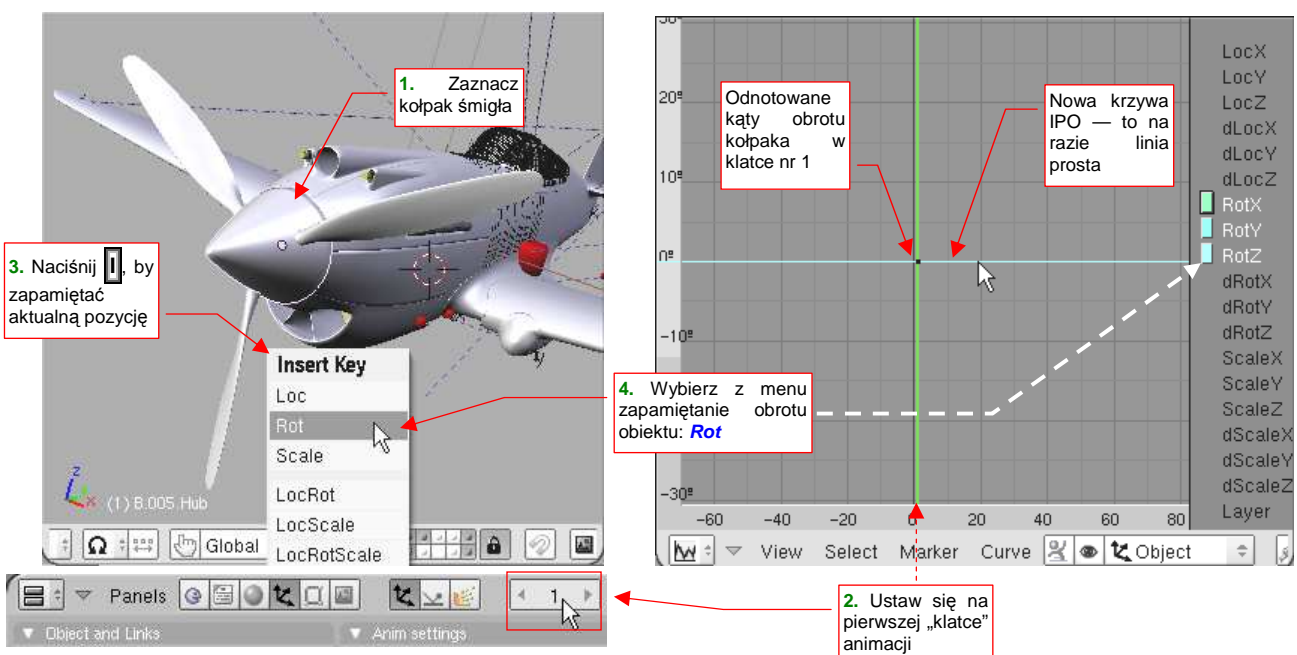 1. Zaznacz
kołpak śmigła
3. Naciśnij I, by
zapamiętać
aktualną pozycję
Insert Key
Loc
Rot
Scale
LocRot
LocScale
LocRotScale
z
x
y
(1) B.005.Hub
Global
Panels
1
Object and Links
Anim settings
4. Wybierz z menu
zapamiętanie obrotu
obiektu: Rot
Odnotowane
kąty obrotu
kołpaka w
klatce nr 1
Nowa krzywa
IPO — to na
razie linia
prosta
20º
10º
0º
-10º
-30º
-60
-40
-20
0
20
40
60
80
LocX
LocY
LocZ
dLocX
dLocY
dLocZ
RotX
RotY
RotZ
dRotX
dRotY
dRotZ
ScaleX
ScaleY
ScaleZ
dScaleX
dScaleY
dScaleZ
Layer
View Select Marker Curve Object
2. Ustaw się na
pierwszej „klatce”
animacji